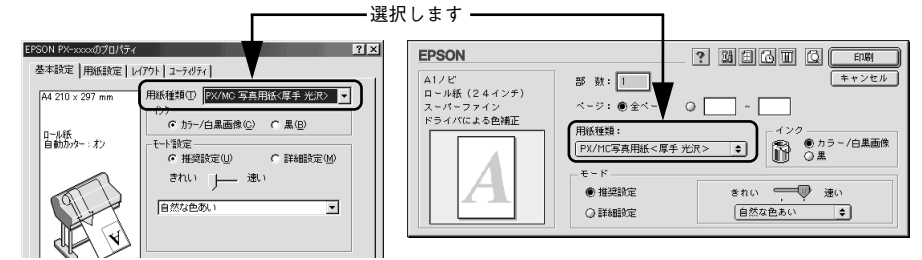 選択します
EPSON PX-xxxxのプロパティ
? ×
基本設定 用紙設定 レイアウト ユーティリティ
A4 210 x 297 mm
ロール紙
自動カッター：オン
用紙種類(T) PX/MC 写真用紙<厚手 光沢>
インク
カラー/白黒画像(C) 黒(B)
モード設定
推奨設定(U) 詳細設定(M)
きれい 速い
自然な色あい
A
EPSON
? 印刷
キャンセル
A1ノビ
ロール紙（24インチ）
スーパーファイン
ドライバによる色補正
A
部 数： 1
ページ： 全ペー ~
用紙種類：
PX/MC写真用紙＜厚手 光沢＞
インク
カラー/白黒画像
黒
モード
推奨設定
詳細設定
きれい 速い
自然な色あい